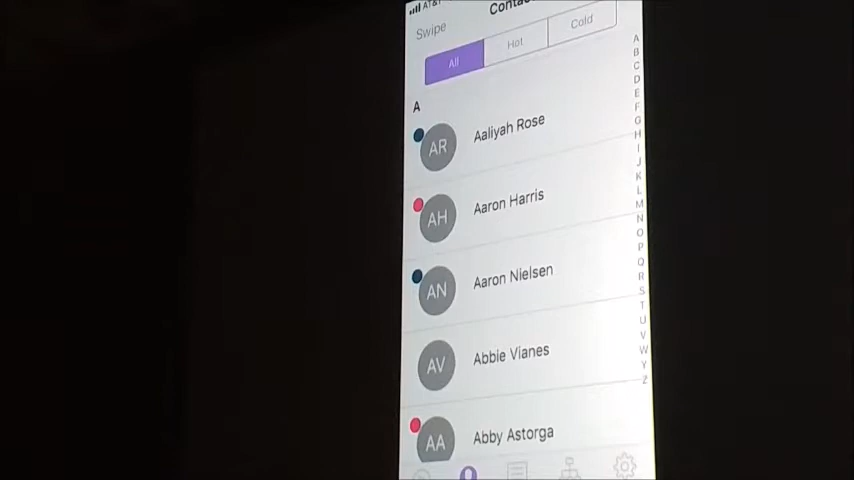 AT&T
Swipe
All
Hot
Cold
A
AR Aaliyah Rose
AH Aaron Harris
AN Aaron Nielsen
AV Abbie Vianes
AA Abby Astorga
A
B
C
D
E
F
G
H
I
J
K
L
M
N
O
P
Q
R
S
T
U
V
W
Y
Z